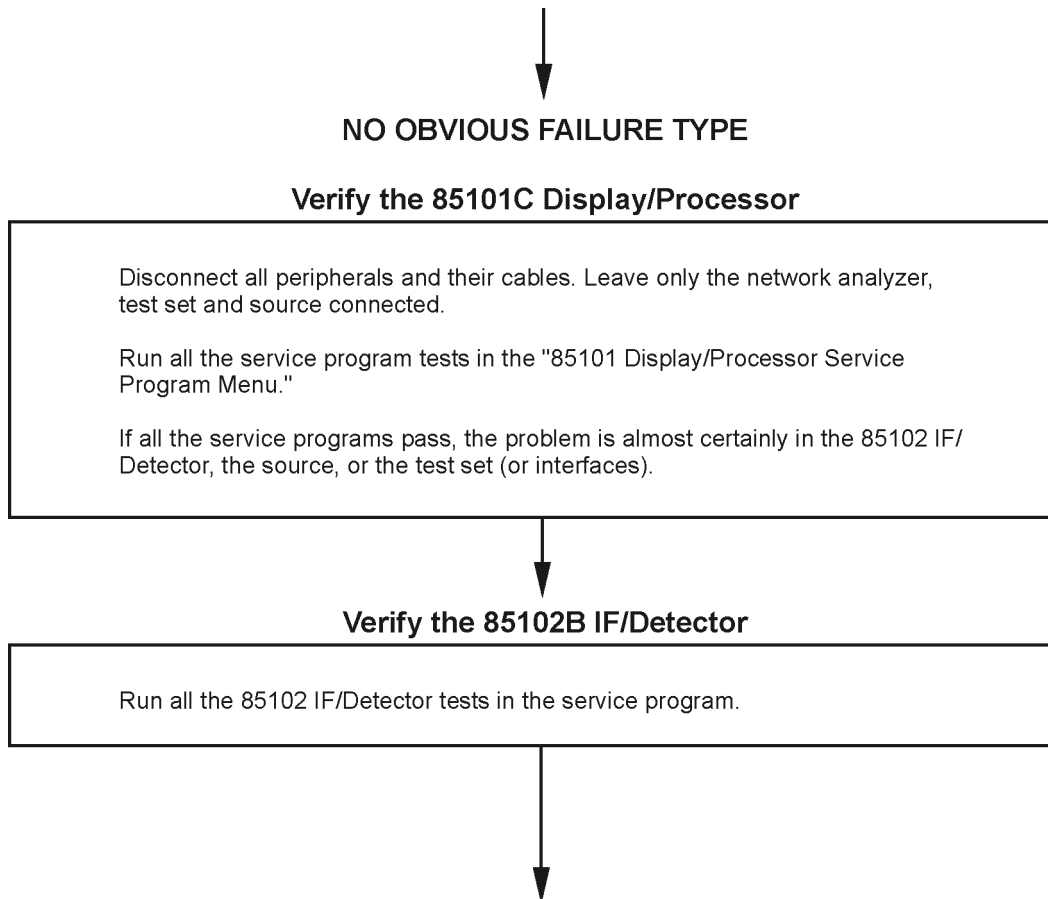 NO OBVIOUS FAILURE TYPE
Verify the 85101C Display/Processor
Disconnect all peripherals and their cables. Leave only the network analyzer,
test set and source connected.
Run all the service program tests in the "85101 Display/Processor Service
Program Menu."
If all the service programs pass, the problem is almost certainly in the 85102 IF/
Detector, the source, or the test set (or interfaces).
Verify the 85102B IF/Detector
Run all the 85102 IF/Detector tests in the service program.